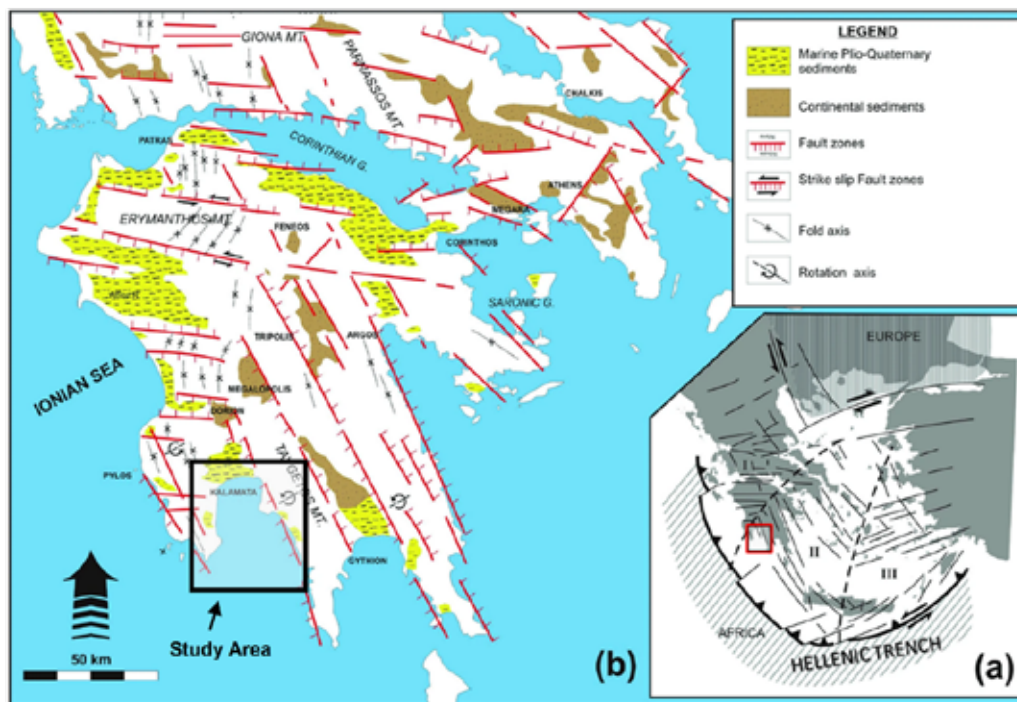 (b)
GIONA MT.
PARNASSOS MT.
CHALKIS
PATRAS
CORINTHIAN G.
ATHENS
MEGARA
ERYMANTHOS MT.
FENEOS
CORINTHOS
SARONIC G.
TRIPOLIS
ARGOS
IONIAN SEA
MEGALOPOLIS
DORION
PYLOS
TAYGETOS MT.
KALAMATA
GYTHION
Study Area
50 km
(b)
LEGEND
Marine Plio-Quaternary
sediments
Continental sediments
Fault zones
Strike slip Fault zones
Fold axis
Rotation axis
EUROPE
II
III
AFRICA
HELLENIC TRENCH
(a)